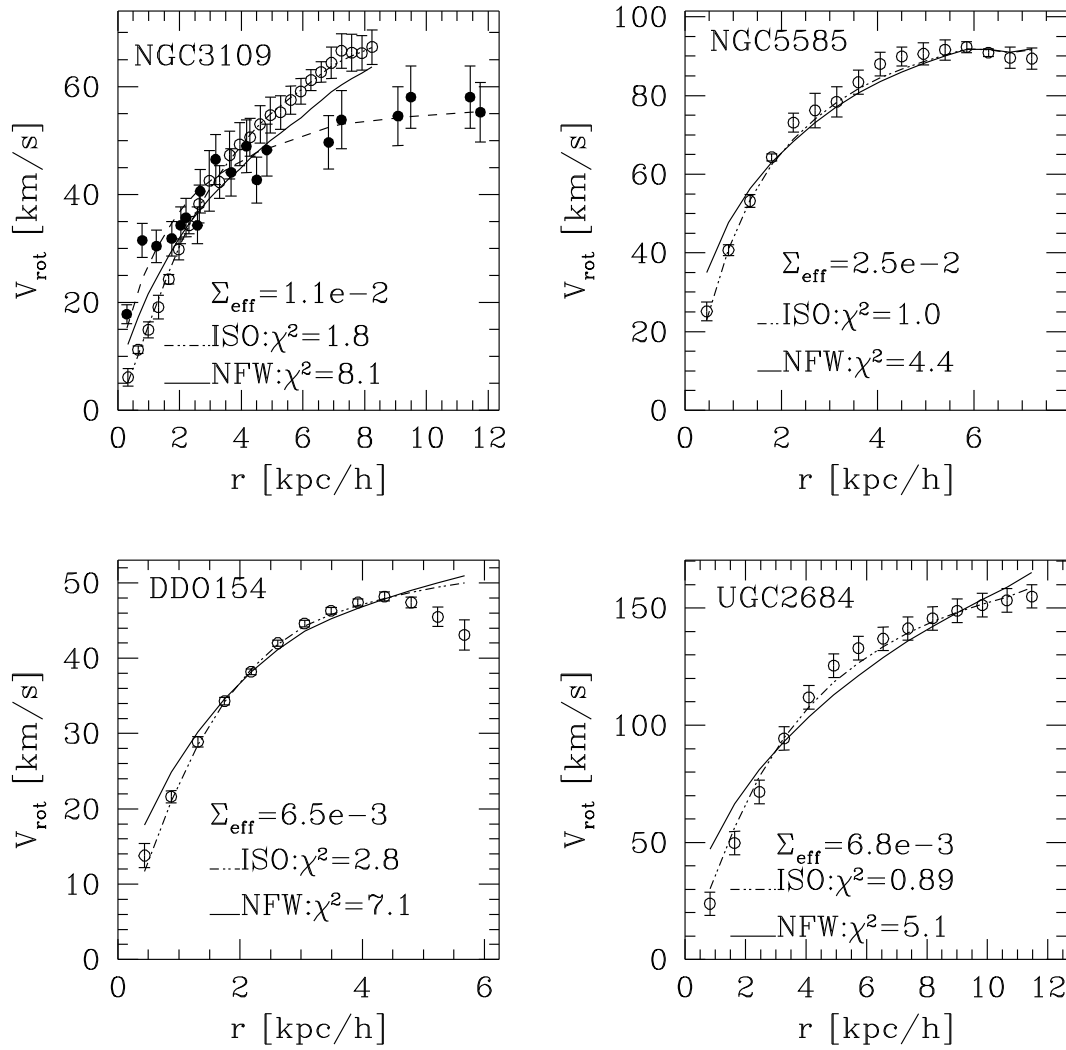 NGC3109
V_rot [km/s]
60
40
20
0
Σ_eff=1.1e−2
ISO:χ²=1.8
NFW:χ²=8.1
0 2 4 6 8 10 12
r [kpc/h]
NGC5585
V_rot [km/s]
100
80
60
40
20
0
Σ_eff=2.5e−2
ISO:χ²=1.0
NFW:χ²=4.4
0 2 4 6
r [kpc/h]
DDO154
V_rot [km/s]
50
40
30
20
10
0
Σ_eff=6.5e−3
ISO:χ²=2.8
NFW:χ²=7.1
0 2 4 6
r [kpc/h]
UGC2684
V_rot [km/s]
150
100
50
0
Σ_eff=6.8e−3
ISO:χ²=0.89
NFW:χ²=5.1
0 2 4 6 8 10 12
r [kpc/h]